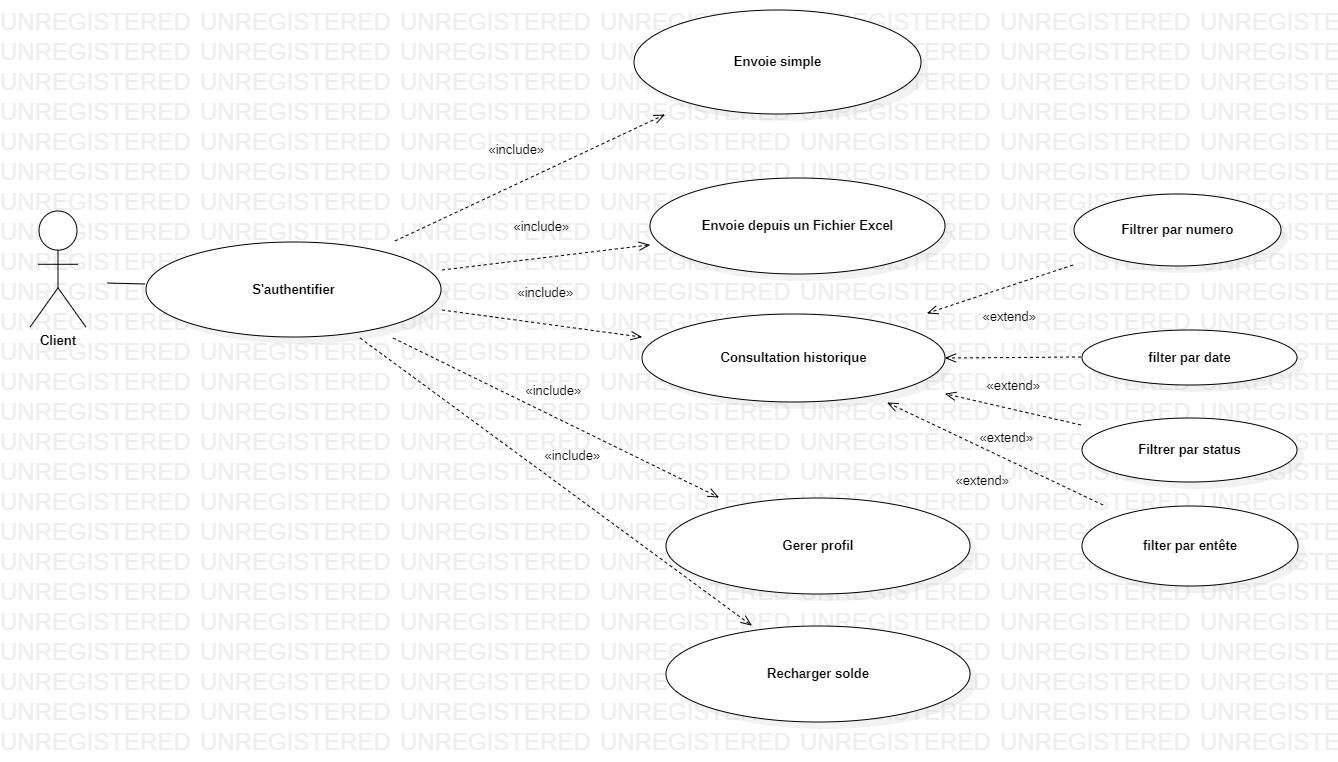 UNREGISTERED UNREGISTERED UNREGISTERED UNREGISTERED UNREGISTERED UNREGISTERED UNREGISTERED
Envoie simple
«include»
«include»
Envoie depuis un Fichier Excel
Filtrer par numero
S'authentifier
«include»
«extend»
Client
Consultation historique
filter par date
«include»
«extend»
«extend»
Filtrer par status
«include»
«extend»
Gerer profil
filter par entête
Recharger solde